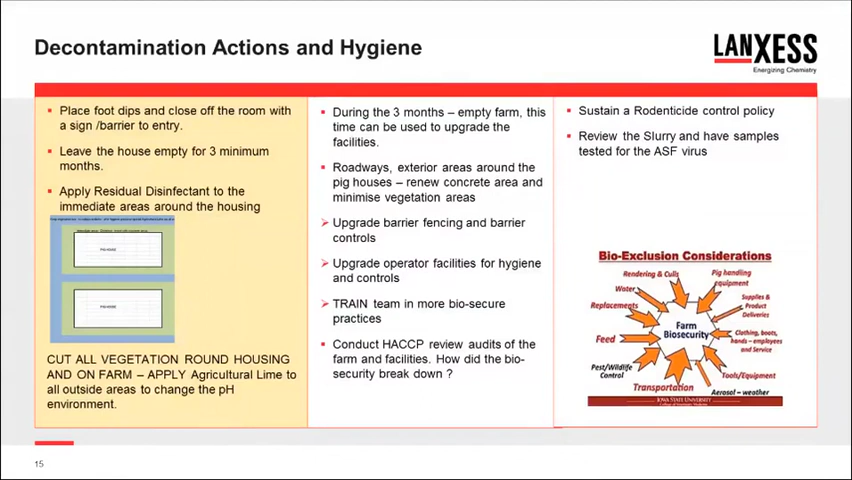 Decontamination Actions and Hygiene
LANXESS
Energizing Chemistry
Place foot dips and close off the room with
a sign /barrier to entry.
Leave the house empty for 3 minimum
months.
Apply Residual Disinfectant to the
immediate areas around the housing
PIG HOUSE
PIG HOUSE
CUT ALL VEGETATION ROUND HOUSING
AND ON FARM – APPLY Agricultural Lime to
all outside areas to change the pH
environment.
During the 3 months – empty farm, this
time can be used to upgrade the
facilities.
Roadways, exterior areas around the
pig houses – renew concrete area and
minimise vegetation areas
Upgrade barrier fencing and barrier
controls
Upgrade operator facilities for hygiene
and controls
TRAIN team in more bio-secure
practices
Conduct HACCP review audits of the
farm and facilities. How did the bio-
security break down ?
Sustain a Rodenticide control policy
Review the Slurry and have samples
tested for the ASF virus
Bio-Exclusion Considerations
Rendering & Culls
Pig handling
equipment
Water
Supplies &
Product
Deliveries
Replacements
Farm
Biosecurity
Clothing, boots,
hands – employees
and Service
Feed
Pest/Wildlife
Control
Tools/Equipment
Transportation
Aerosol – weather
IOWA STATE UNIVERSITY
College of Veterinary Medicine
15